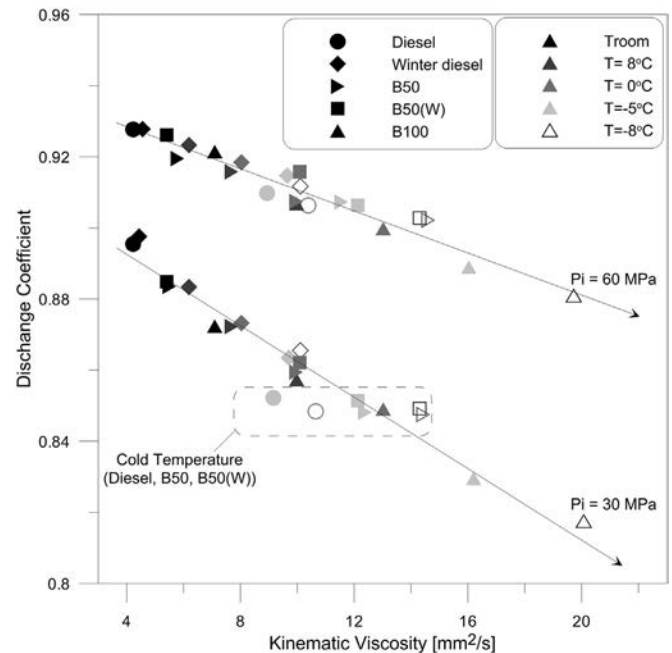 Diesel
Winter diesel
B50
B50(W)
B100
Troom
T= 8°C
T= 0°C
T=-5°C
T=-8°C
0.96
0.92
0.88
0.84
0.8
Dischange Coefficient
Pi = 60 MPa
Pi = 30 MPa
Cold Temperature
(Diesel, B50, B50(W))
4 8 12 16 20
Kinematic Viscosity [mm²/s]